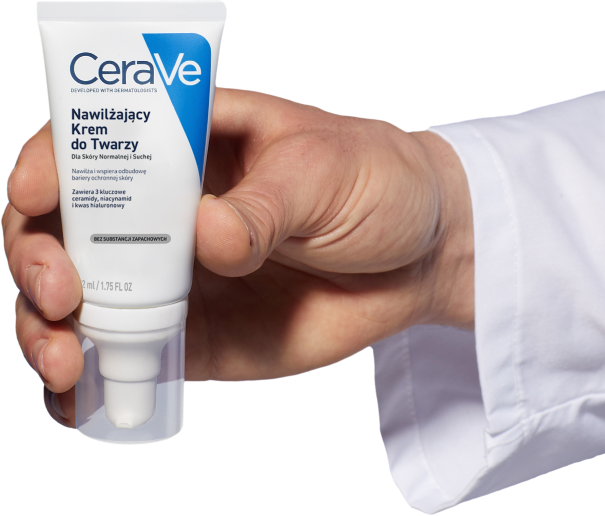 CeraVe
DEVELOPED WITH DERMATOLOGISTS
Nawilżający
Krem
do Twarzy
Dla Skóry Normalnej i Suchej
Nawilża i wspiera odbudowę
bariery ochronnej skóry
Zawiera 3 kluczowe
ceramidy, niacynamid
i kwas hialuronowy
BEZ SUBSTANCJI ZAPACHOWYCH
ml / 1.75 FL OZ